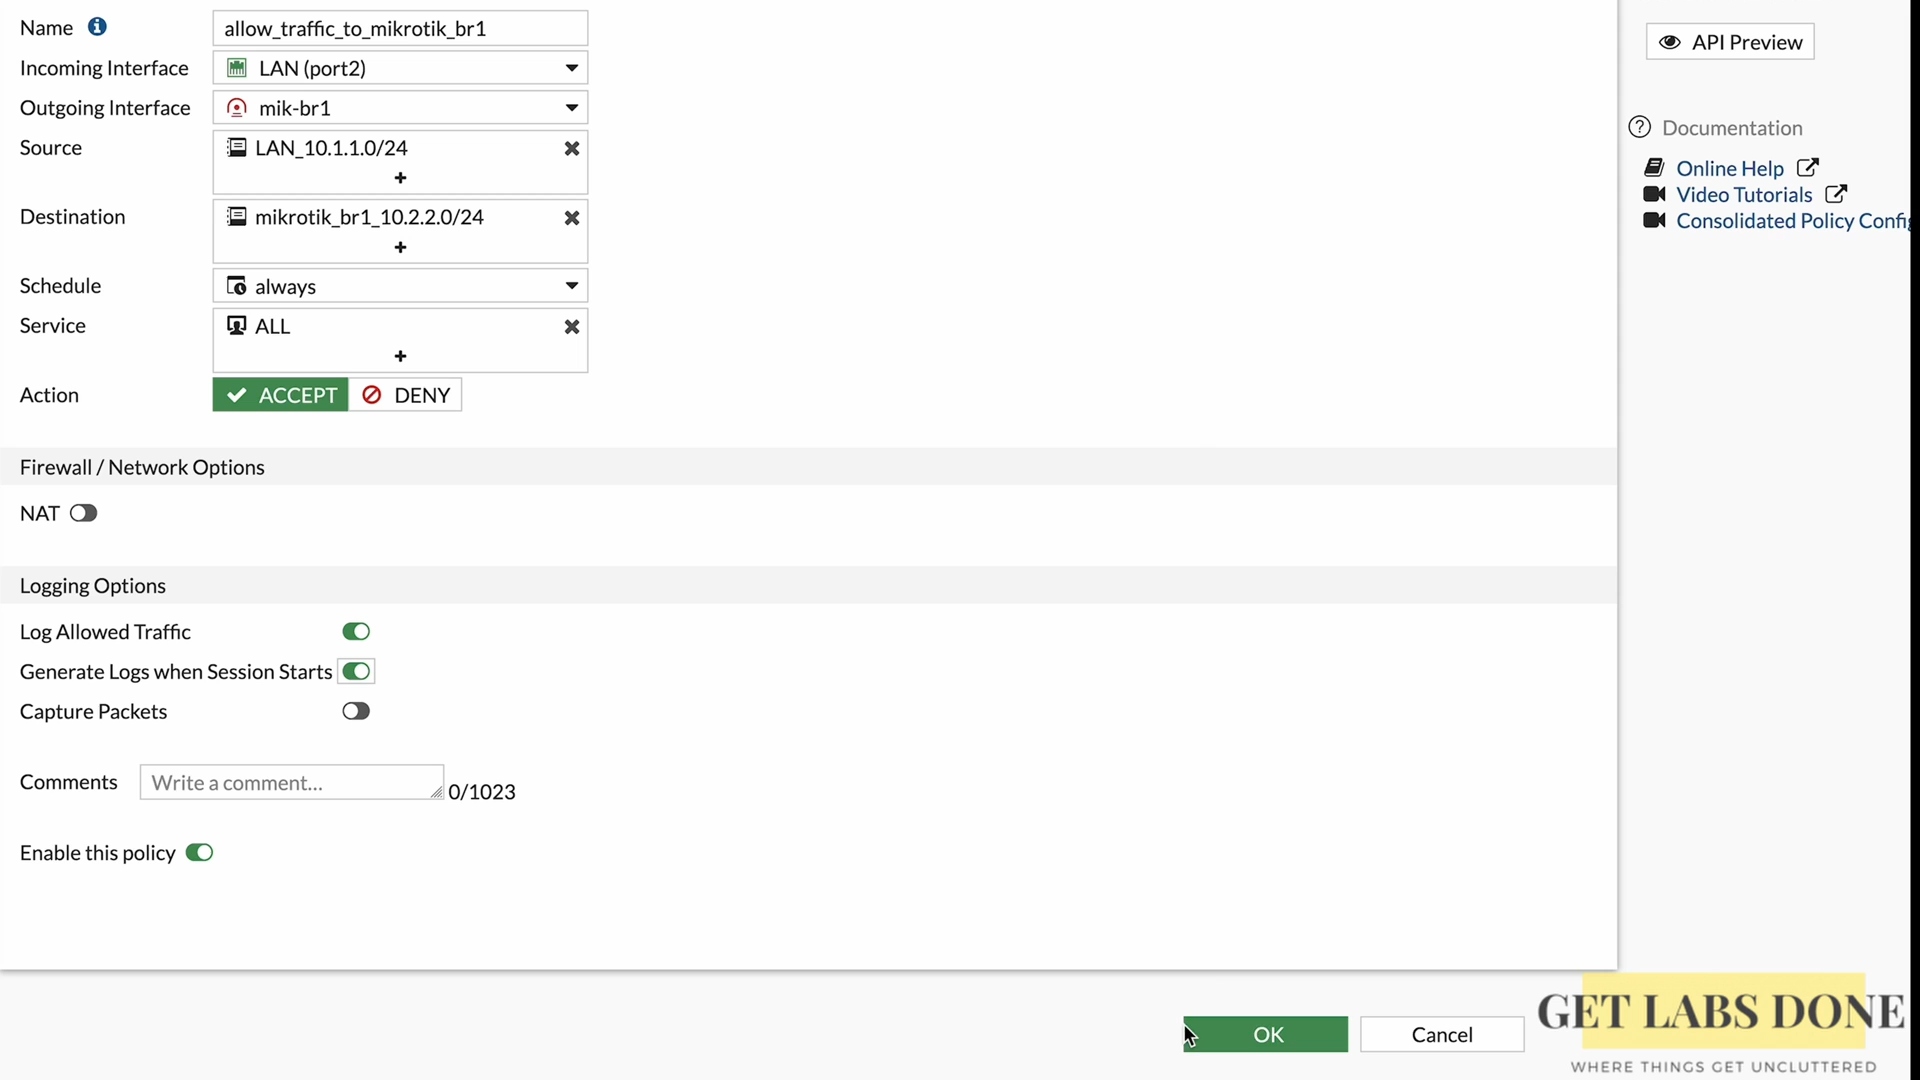 Name allow_traffic_to_mikrotik_br1
API Preview
Incoming Interface LAN (port2)
Outgoing Interface mik-br1
Documentation
Source LAN_10.1.1.0/24
Online Help
Video Tutorials
Destination mikrotik_br1_10.2.2.0/24
Consolidated Policy Config
Schedule always
Service ALL
Action ACCEPT DENY
Firewall / Network Options
NAT
Logging Options
Log Allowed Traffic
Generate Logs when Session Starts
Capture Packets
Comments Write a comment... 0/1023
Enable this policy
OK Cancel
GET LABS DONE
WHERE THINGS GET UNCLUTTERED